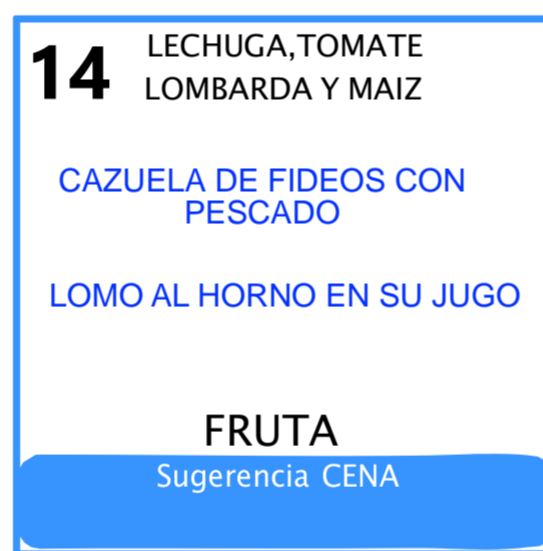 14
LECHUGA,TOMATE
LOMBARDA Y MAIZ
CAZUELA DE FIDEOS CON
PESCADO
LOMO AL HORNO EN SU JUGO
FRUTA
Sugerencia CENA